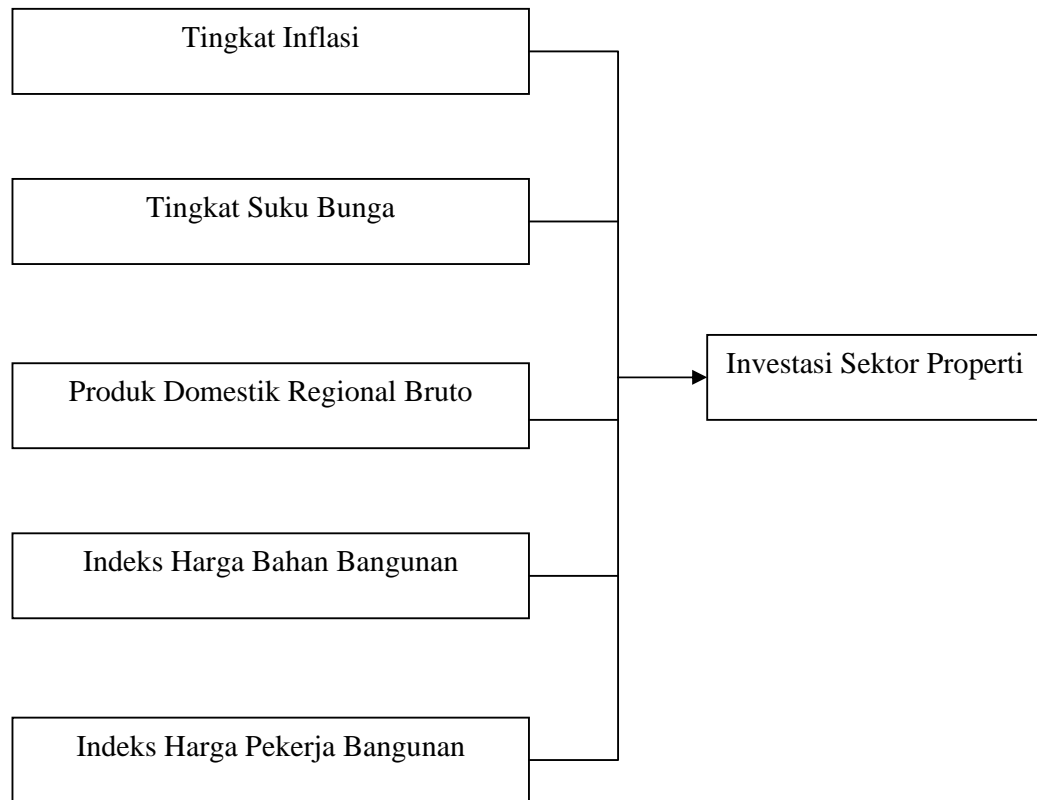 Tingkat Inflasi
Tingkat Suku Bunga
Produk Domestik Regional Bruto
Investasi Sektor Properti
Indeks Harga Bahan Bangunan
Indeks Harga Pekerja Bangunan